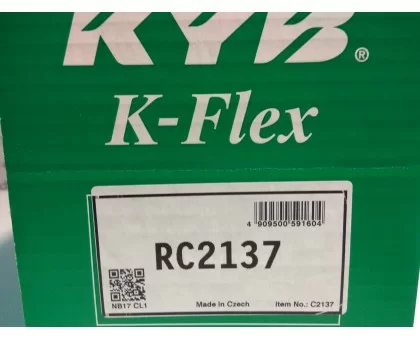 KYB®
K-Flex
4 909500 591604
RC2137
NB17 CL1
Made in Czech
Item No.: C2137